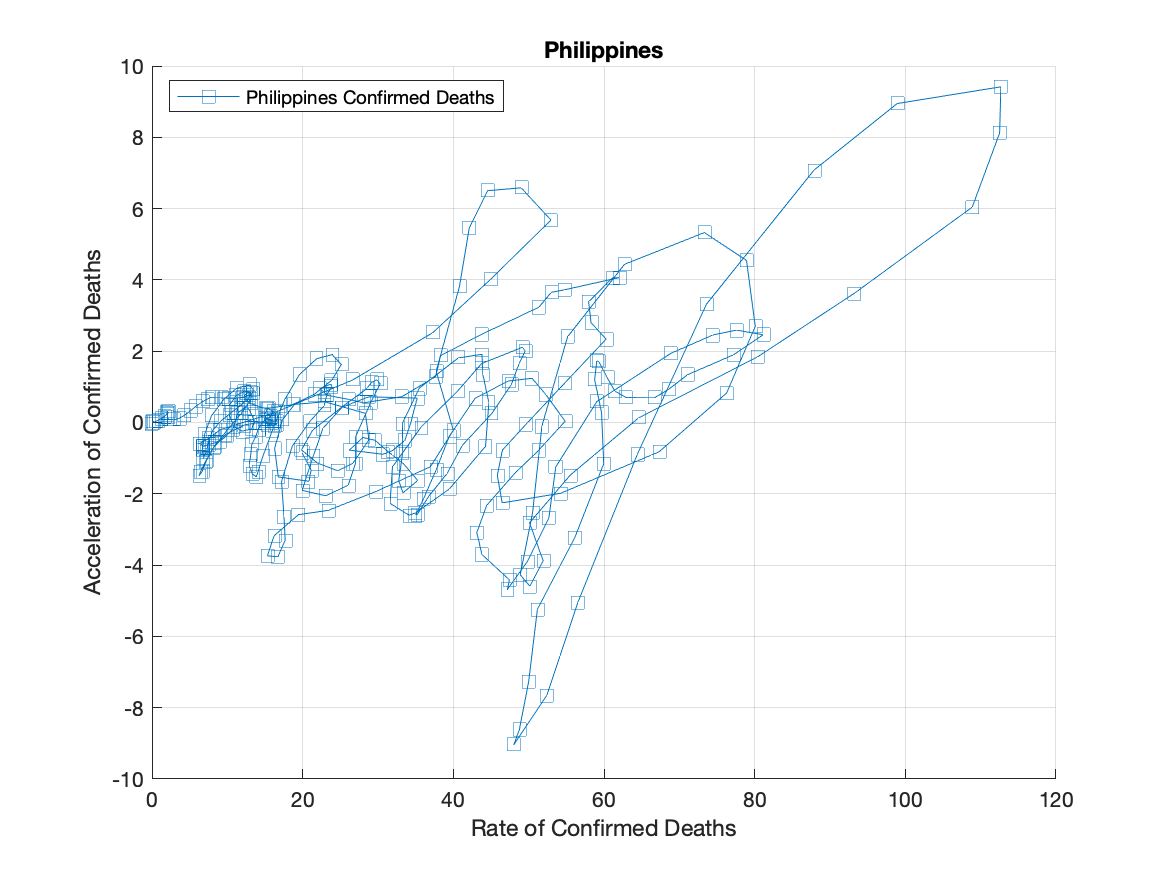 Philippines
Philippines Confirmed Deaths
10
8
6
4
2
0
-2
-4
-6
-8
-10
Acceleration of Confirmed Deaths
0 20 40 60 80 100 120
Rate of Confirmed Deaths